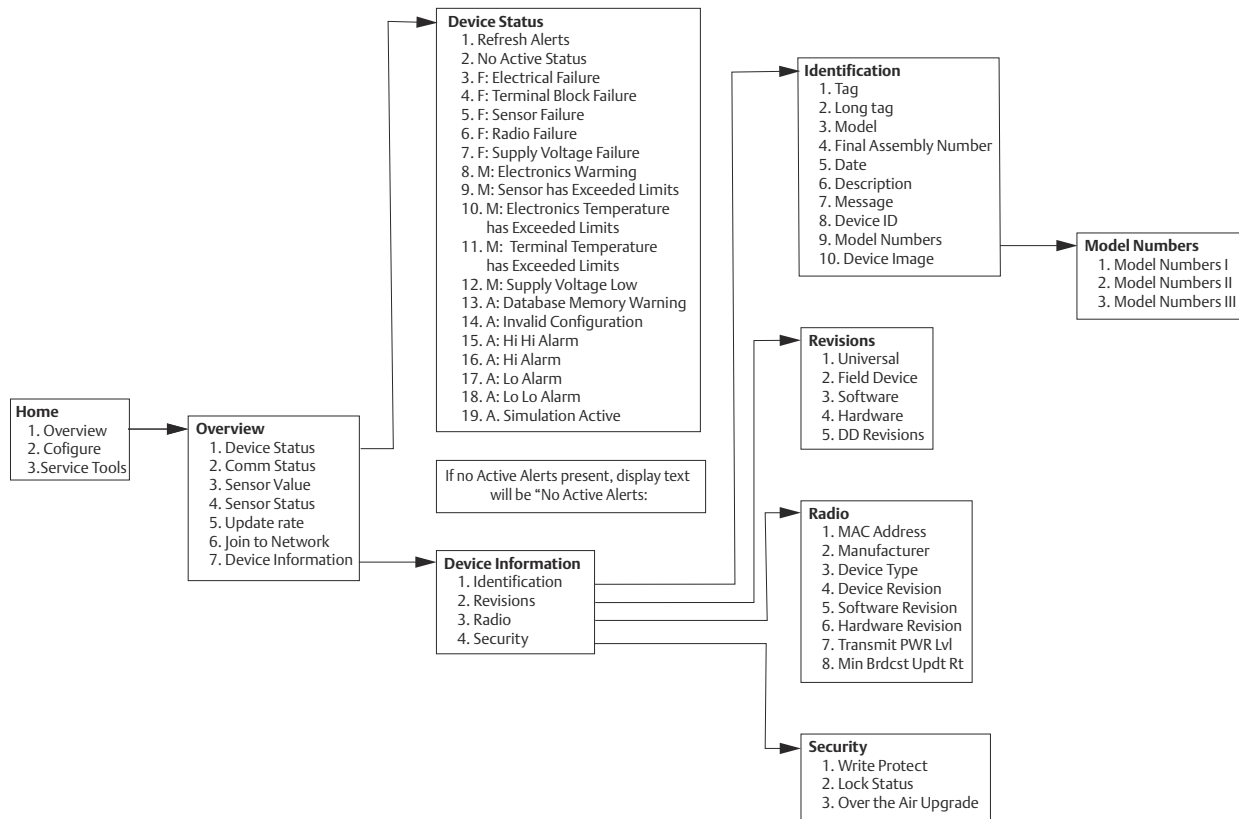 Home
1. Overview
2. Cofigure
3.Service Tools
Overview
1. Device Status
2. Comm Status
3. Sensor Value
4. Sensor Status
5. Update rate
6. Join to Network
7. Device Information
Device Status
1. Refresh Alerts
2. No Active Status
3. F: Electrical Failure
4. F: Terminal Block Failure
5. F: Sensor Failure
6. F: Radio Failure
7. F: Supply Voltage Failure
8. M: Electronics Warming
9. M: Sensor has Exceeded Limits
10. M: Electronics Temperature
has Exceeded Limits
11. M: Terminal Temperature
has Exceeded Limits
12. M: Supply Voltage Low
13. A: Database Memory Warning
14. A: Invalid Configuration
15. A: Hi Hi Alarm
16. A: Hi Alarm
17. A: Lo Alarm
18. A: Lo Lo Alarm
19. A. Simulation Active
If no Active Alerts present, display text
will be “No Active Alerts:
Device Information
1. Identification
2. Revisions
3. Radio
4. Security
Identification
1. Tag
2. Long tag
3. Model
4. Final Assembly Number
5. Date
6. Description
7. Message
8. Device ID
9. Model Numbers
10. Device Image
Model Numbers
1. Model Numbers I
2. Model Numbers II
3. Model Numbers III
Revisions
1. Universal
2. Field Device
3. Software
4. Hardware
5. DD Revisions
Radio
1. MAC Address
2. Manufacturer
3. Device Type
4. Device Revision
5. Software Revision
6. Hardware Revision
7. Transmit PWR Lvl
8. Min Brdcst Updt Rt
Security
1. Write Protect
2. Lock Status
3. Over the Air Upgrade